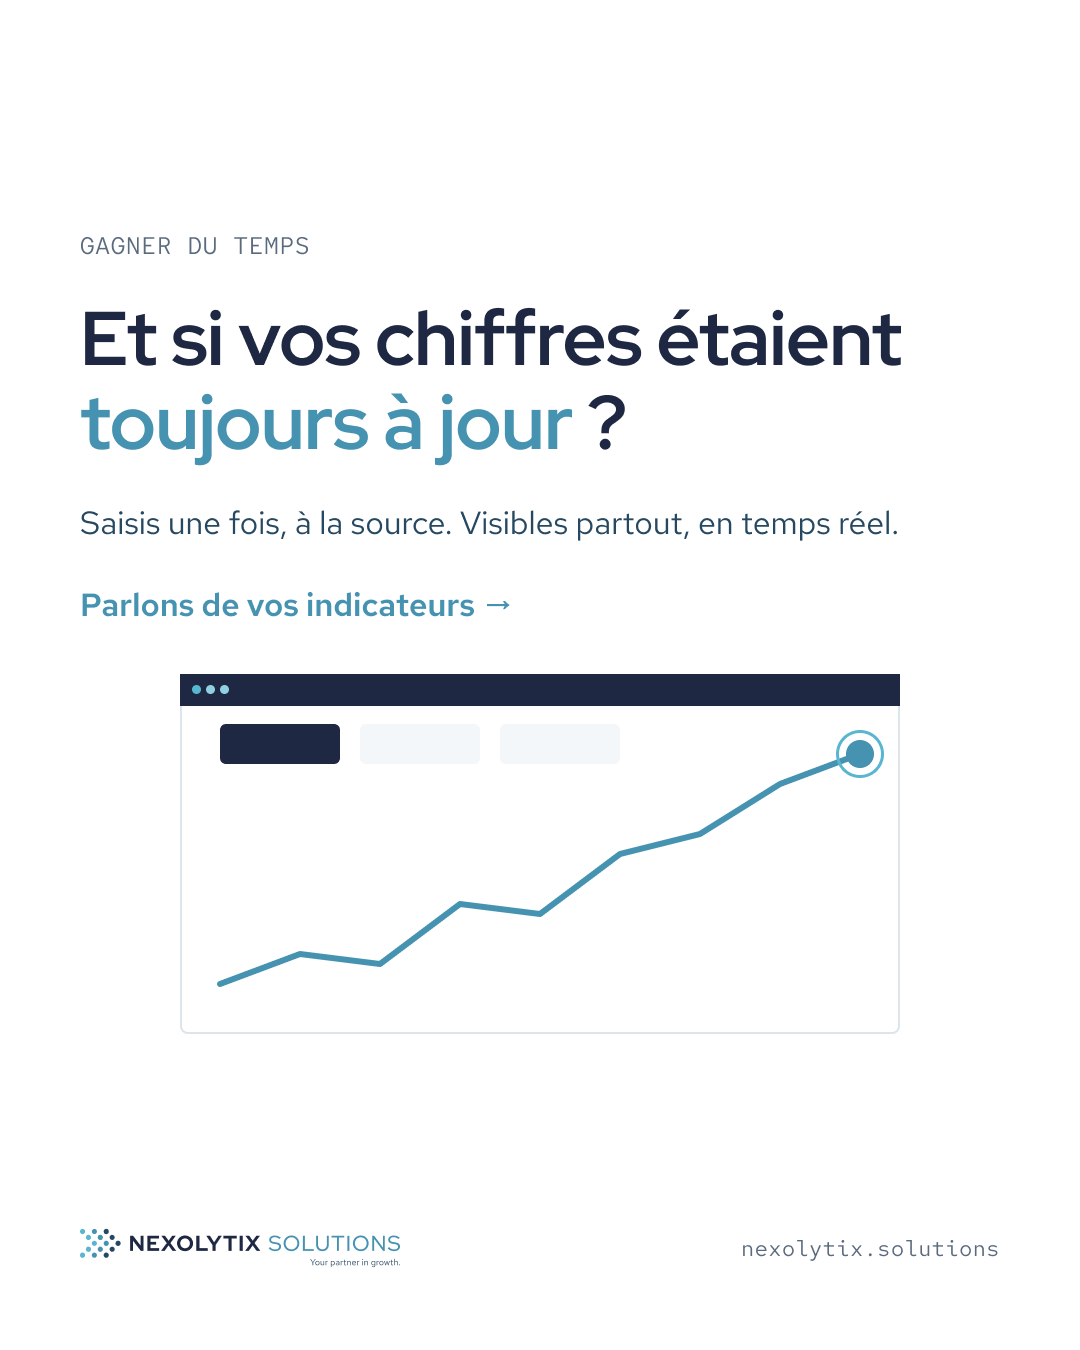 GAGNER DU TEMPS
Et si vos chiffres étaient
toujours à jour ?
Saisis une fois, à la source. Visibles partout, en temps réel.
Parlons de vos indicateurs →
NEXOLYTIX SOLUTIONS
Your partner in growth.
nexolytix.solutions